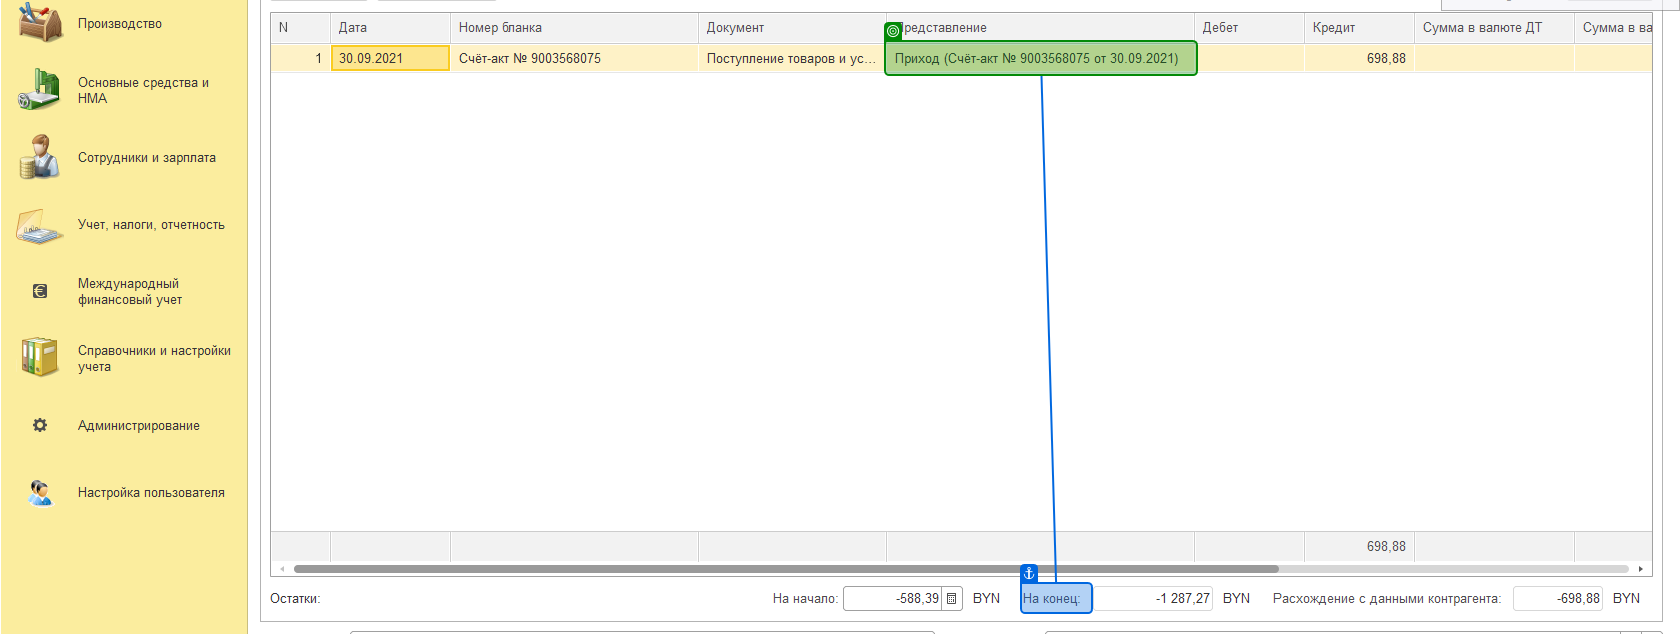 Производство
Основные средства и
НМА
Сотрудники и зарплата
Учет, налоги, отчетность
Международный
финансовый учет
Справочники и настройки
учета
Администрирование
Настройка пользователя
N Дата Номер бланка Документ Представление Дебет Кредит Сумма в валюте ДТ Сумма в ва
1 30.09.2021 Счёт-акт № 9003568075 Поступление товаров и ус... Приход (Счёт-акт № 9003568075 от 30.09.2021) 698,88
698,88
Остатки: На начало: -588,39 BYN На конец: -1 287,27 BYN Расхождение с данными контрагента: -698,88 BYN